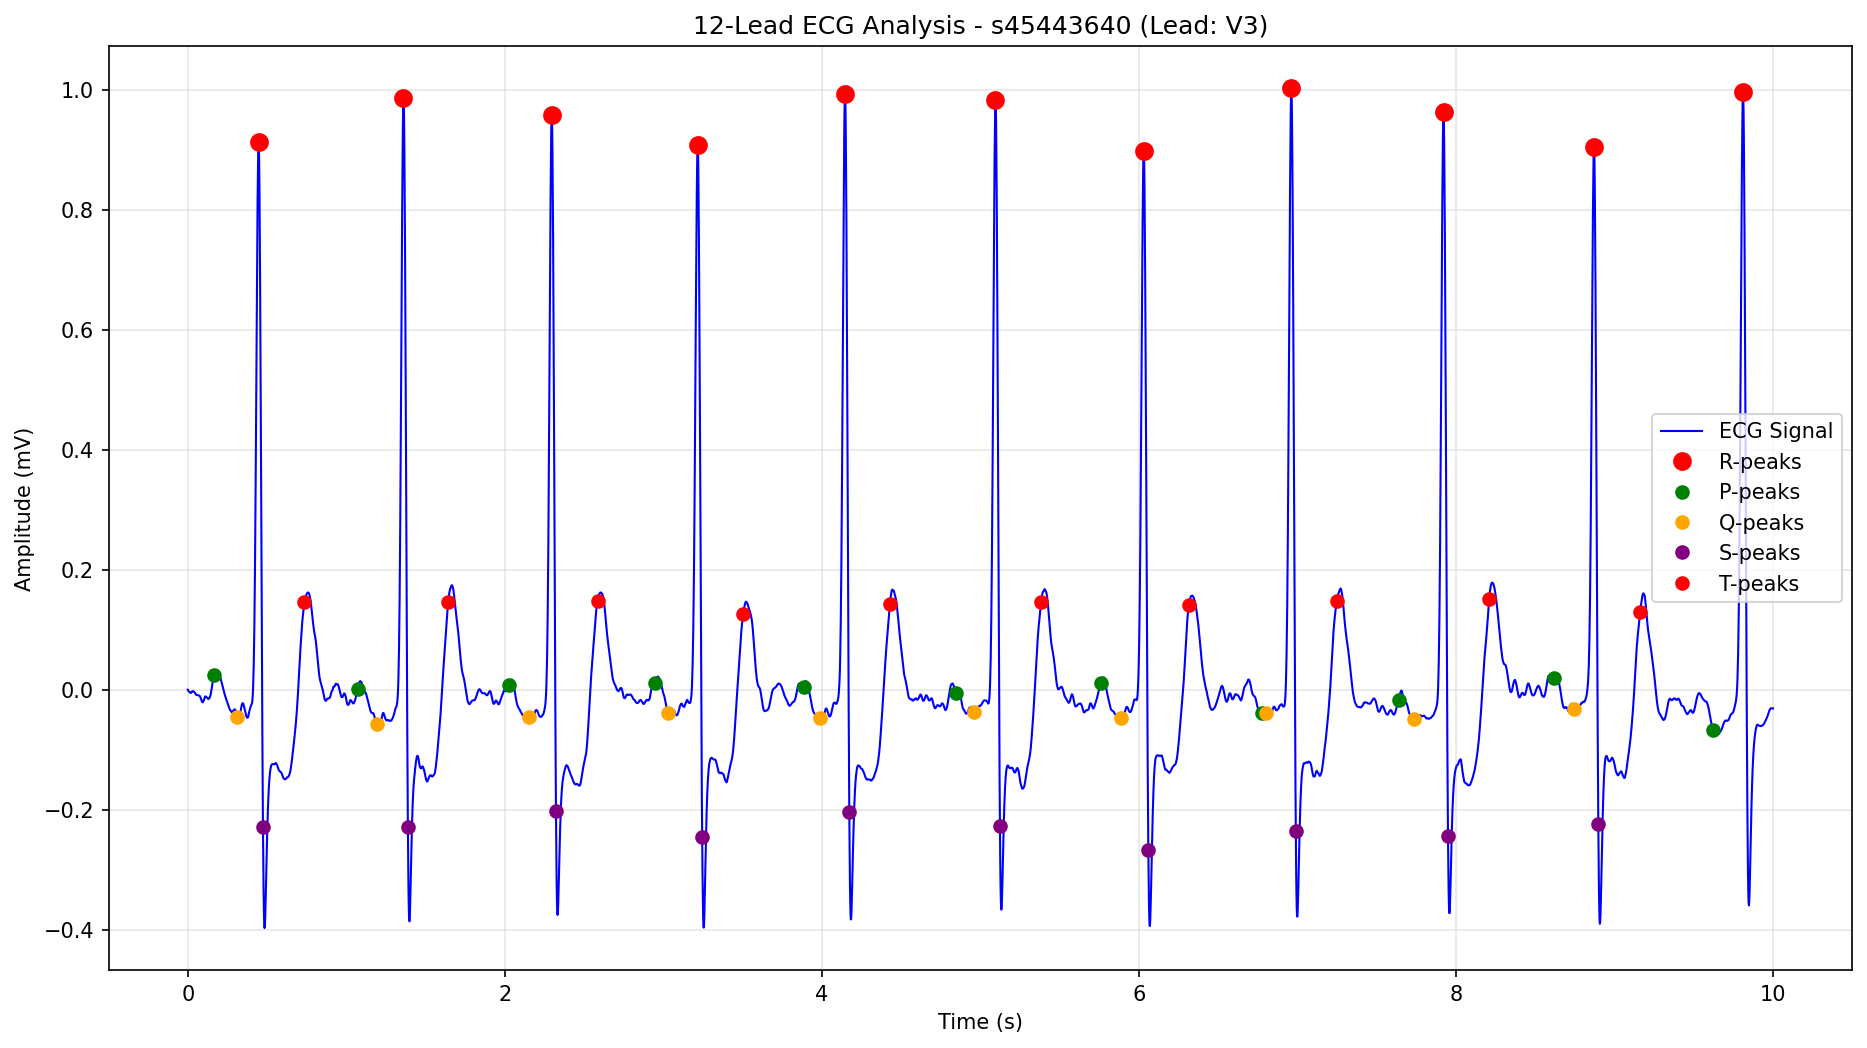 12-Lead ECG Analysis - s45443640 (Lead: V3)
1.0
0.8
0.6
0.4
0.2
0.0
−0.2
−0.4
Amplitude (mV)
ECG Signal
R-peaks
P-peaks
Q-peaks
S-peaks
T-peaks
0 2 4 6 8 10
Time (s)